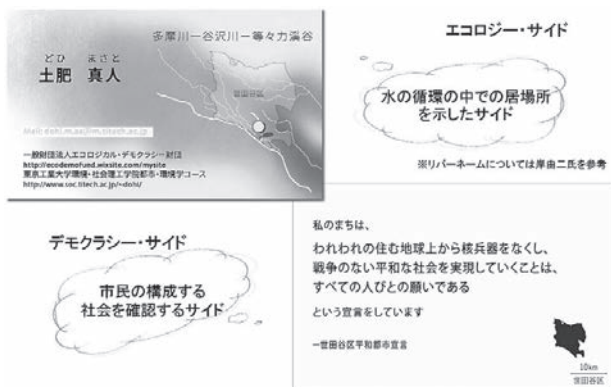 多摩川ー谷沢川ー等々力渓谷
どひ まさと
土肥 真人
世田谷区
一般財団法人エコロジカル・デモクラシー財団
http://ecodemofund.wixsite.com/mysite
東京工業大学環境・社会理工学院都市・環境学コース
http://www.soc.titech.ac.jp/~dohi/
エコロジー・サイド
水の循環の中での居場所
を示したサイド
※リバーネームについては岸由二氏を参考
デモクラシー・サイド
市民の構成する
社会を確認するサイド
私のまちは、
われわれの住む地球上から核兵器をなくし、
戦争のない平和な社会を実現していくことは、
すべての人びとの願いである
という宣言をしています
ー世田谷区平和都市宣言
10km
世田谷区